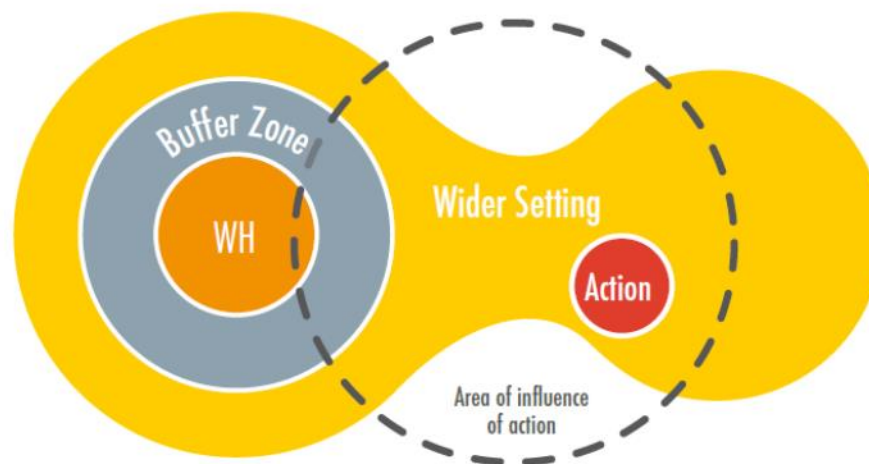 Buffer Zone
WH
Wider Setting
Action
Area of influence
of action